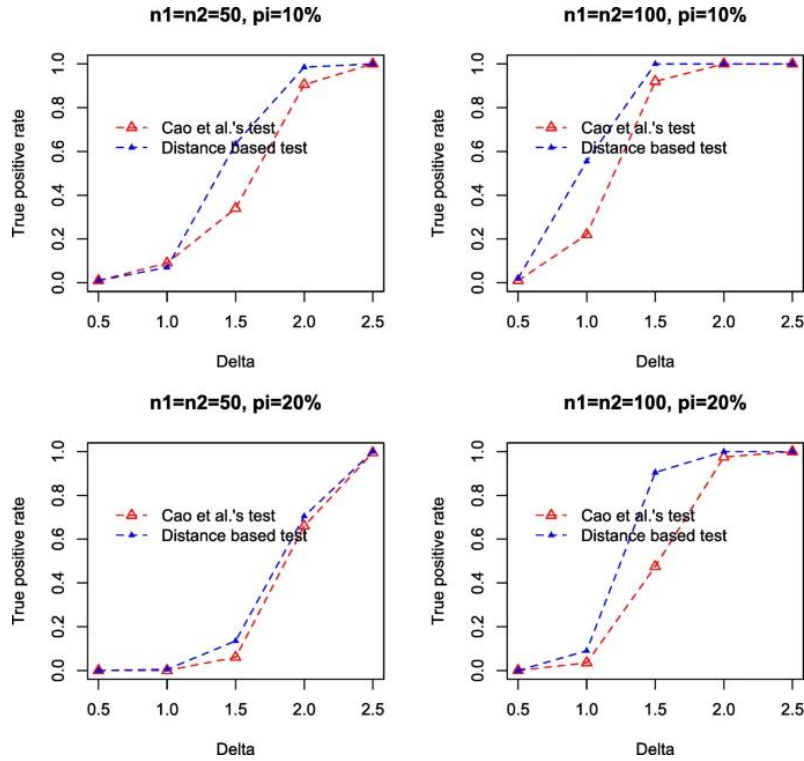 n1=n2=50, pi=10%
True positive rate
1.0
0.8
0.6
0.4
0.2
0.0
Cao et al.'s test
Distance based test
0.5 1.0 1.5 2.0 2.5
Delta
n1=n2=100, pi=10%
True positive rate
1.0
0.8
0.6
0.4
0.2
0.0
Cao et al.'s test
Distance based test
0.5 1.0 1.5 2.0 2.5
Delta
n1=n2=50, pi=20%
True positive rate
1.0
0.8
0.6
0.4
0.2
0.0
Cao et al.'s test
Distance based test
0.5 1.0 1.5 2.0 2.5
Delta
n1=n2=100, pi=20%
True positive rate
1.0
0.8
0.6
0.4
0.2
0.0
Cao et al.'s test
Distance based test
0.5 1.0 1.5 2.0 2.5
Delta